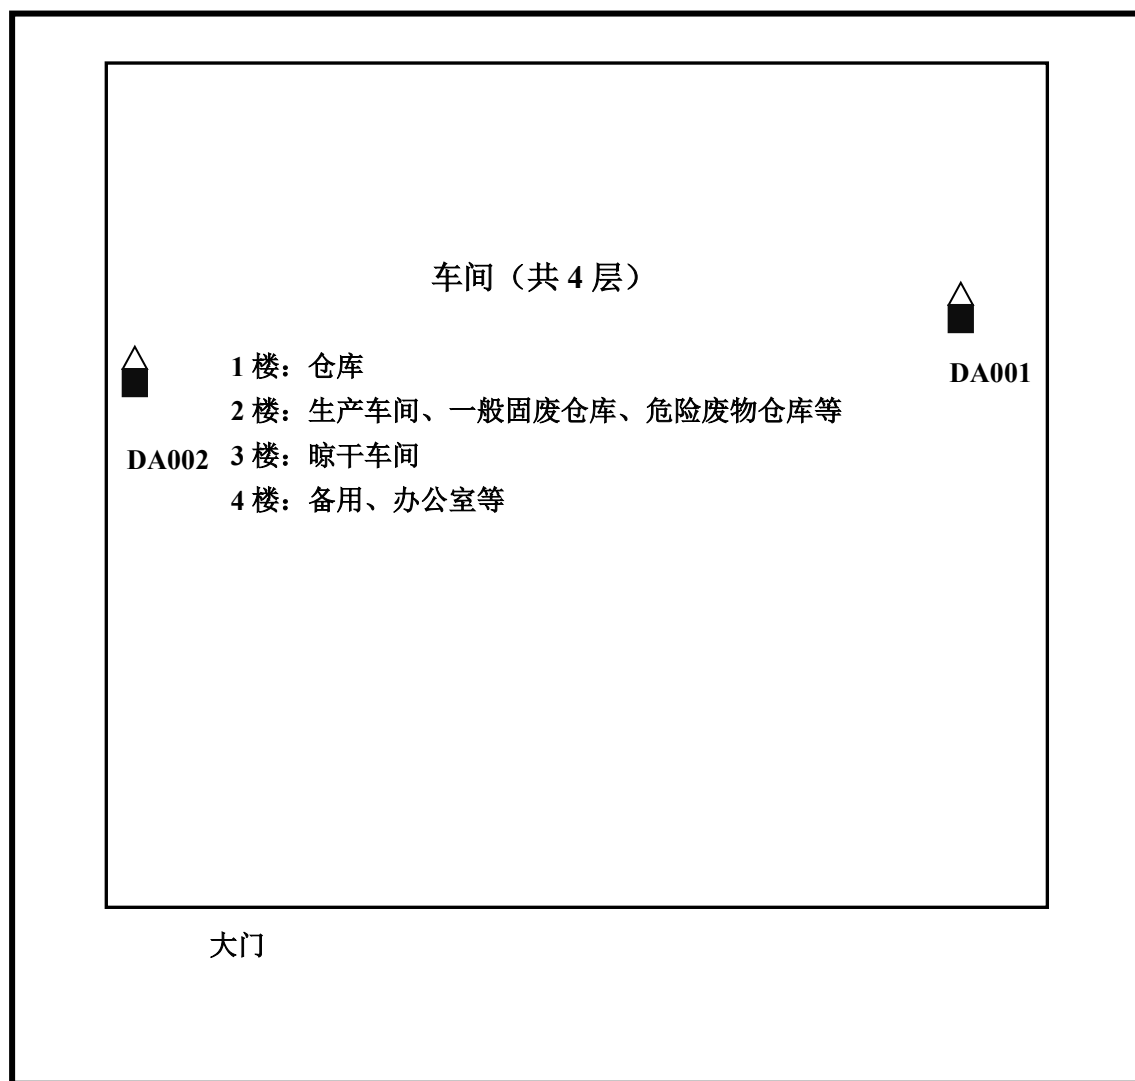 车间（共 4 层）
1 楼：仓库
DA001
2 楼：生产车间、一般固废仓库、危险废物仓库等
DA002
3 楼：晾干车间
4 楼：备用、办公室等
大门